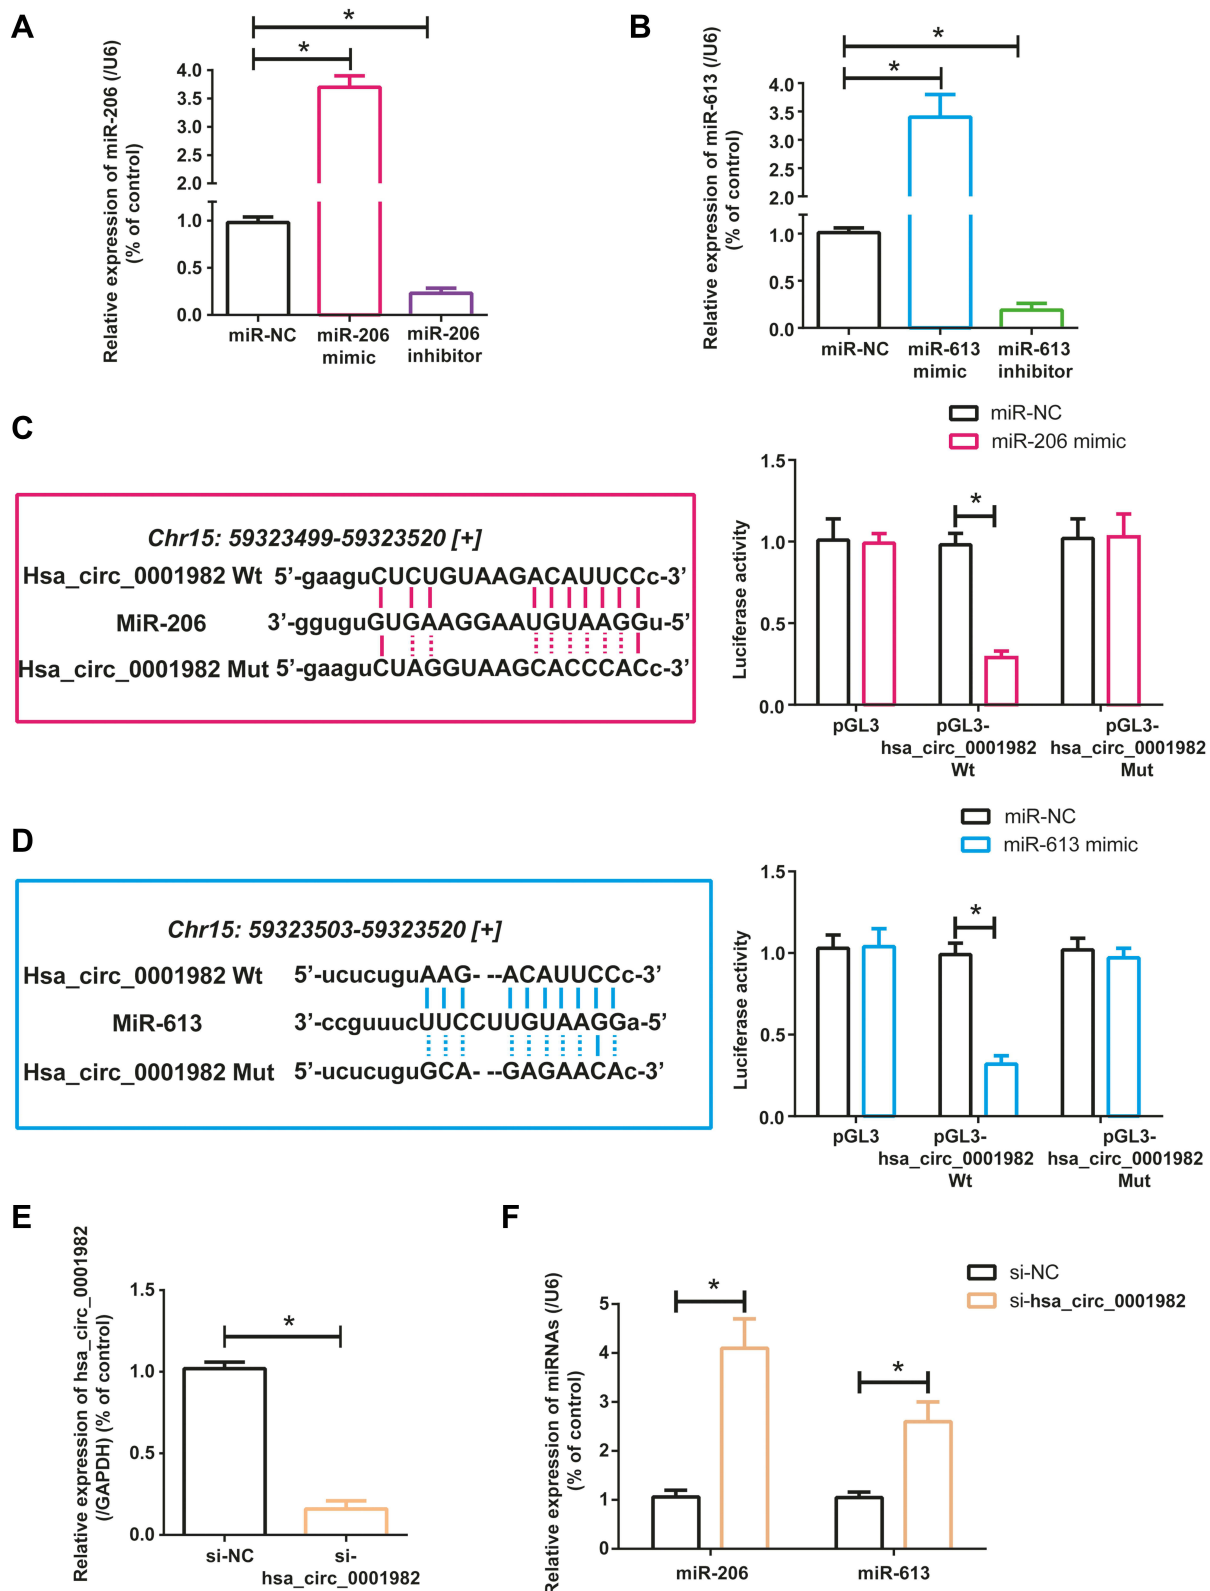 A
Relative expression of miR-206 (/U6)
(% of control)
*
*
4.0
3.5
3.0
2.5
2.0
1.0
0.5
0.0
miR-NC
miR-206
mimic
miR-206
inhibitor
B
Relative expression of miR-613 (/U6)
(% of control)
*
*
4.0
3.5
3.0
2.5
2.0
1.0
0.5
0.0
miR-NC
miR-613
mimic
miR-613
inhibitor
C
Chr15: 59323499-59323520 [+]
Hsa_circ_0001982 Wt 5’-gaaguCUCUGUAAGACAUUCCc-3’
MiR-206 3’-gguguGUGAAGGAAUGUAAGGu-5’
Hsa_circ_0001982 Mut 5’-gaaguCUAGGUAAGCACCCACc-3’
miR-NC
miR-206 mimic
Luciferase activity
1.5
1.0
0.5
0.0
*
pGL3
pGL3-
hsa_circ_0001982
Wt
pGL3-
hsa_circ_0001982
Mut
D
Chr15: 59323503-59323520 [+]
Hsa_circ_0001982 Wt 5’-ucucuguAAG- --ACAUUCCc-3’
MiR-613 3’-ccguuucUUCCUUGUAAGGa-5’
Hsa_circ_0001982 Mut 5’-ucucuguGCA- --GAGAACAc-3’
miR-NC
miR-613 mimic
Luciferase activity
1.5
1.0
0.5
0.0
*
pGL3
pGL3-
hsa_circ_0001982
Wt
pGL3-
hsa_circ_0001982
Mut
E
Relative expression of hsa_circ_0001982
(/GAPDH) (% of control)
1.5
1.0
0.5
0.0
*
si-NC
si-
hsa_circ_0001982
F
Relative expression of miRNAs (/U6)
(% of control)
5
4
3
2
1
0
*
*
si-NC
si-hsa_circ_0001982
miR-206
miR-613